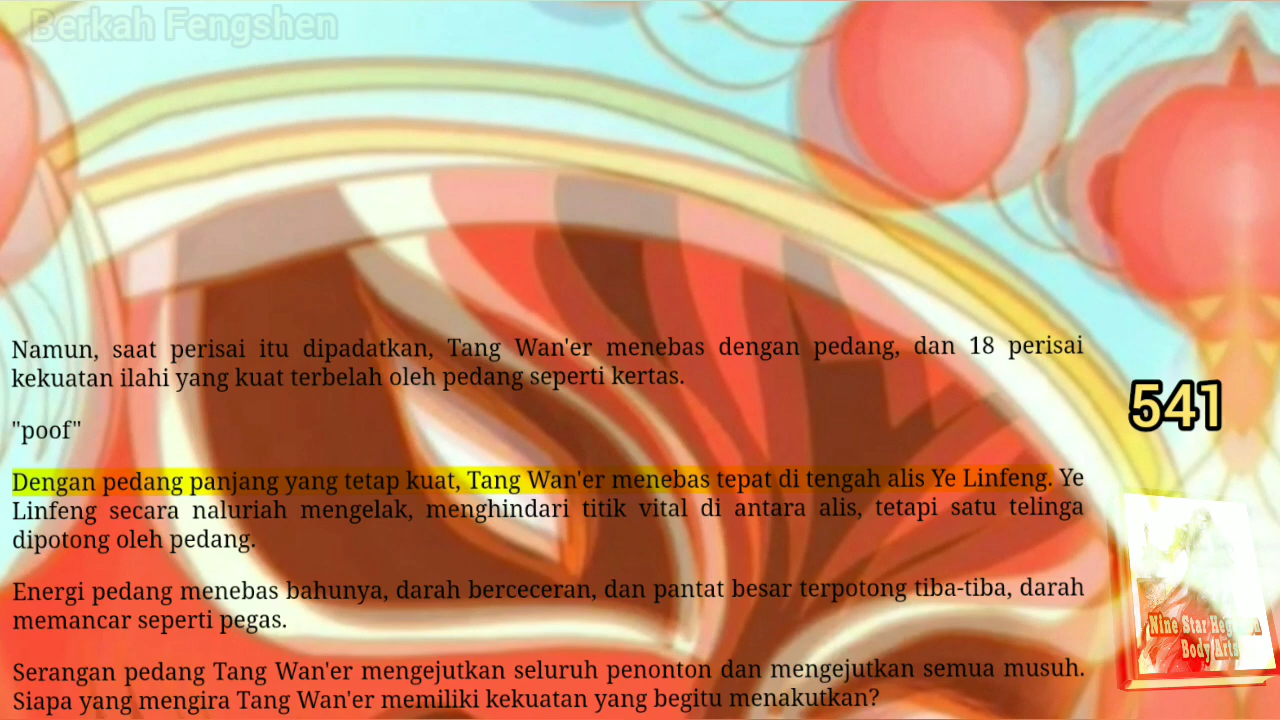 Berkah Fengshen
Namun, saat perisai itu dipadatkan, Tang Wan'er menebas dengan pedang, dan 18 perisai
kekuatan ilahi yang kuat terbelah oleh pedang seperti kertas.
"poof"
Dengan pedang panjang yang tetap kuat, Tang Wan'er menebas tepat di tengah alis Ye Linfeng. Ye
Linfeng secara naluriah mengelak, menghindari titik vital di antara alis, tetapi satu telinga
dipotong oleh pedang.
Energi pedang menebas bahunya, darah berceceran, dan pantat besar terpotong tiba-tiba, darah
memancar seperti pegas.
Serangan pedang Tang Wan'er mengejutkan seluruh penonton dan mengejutkan semua musuh.
Siapa yang mengira Tang Wan'er memiliki kekuatan yang begitu menakutkan?
541
Nine Star
Body Arts